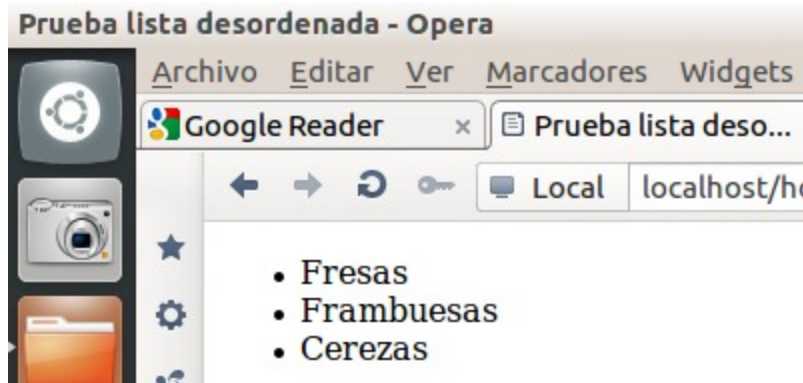 Prueba lista desordenada - Opera
Archivo Editar Ver Marcadores Widgets
Google Reader × Prueba lista deso...
Local localhost/ho
• Fresas
• Frambuesas
• Cerezas